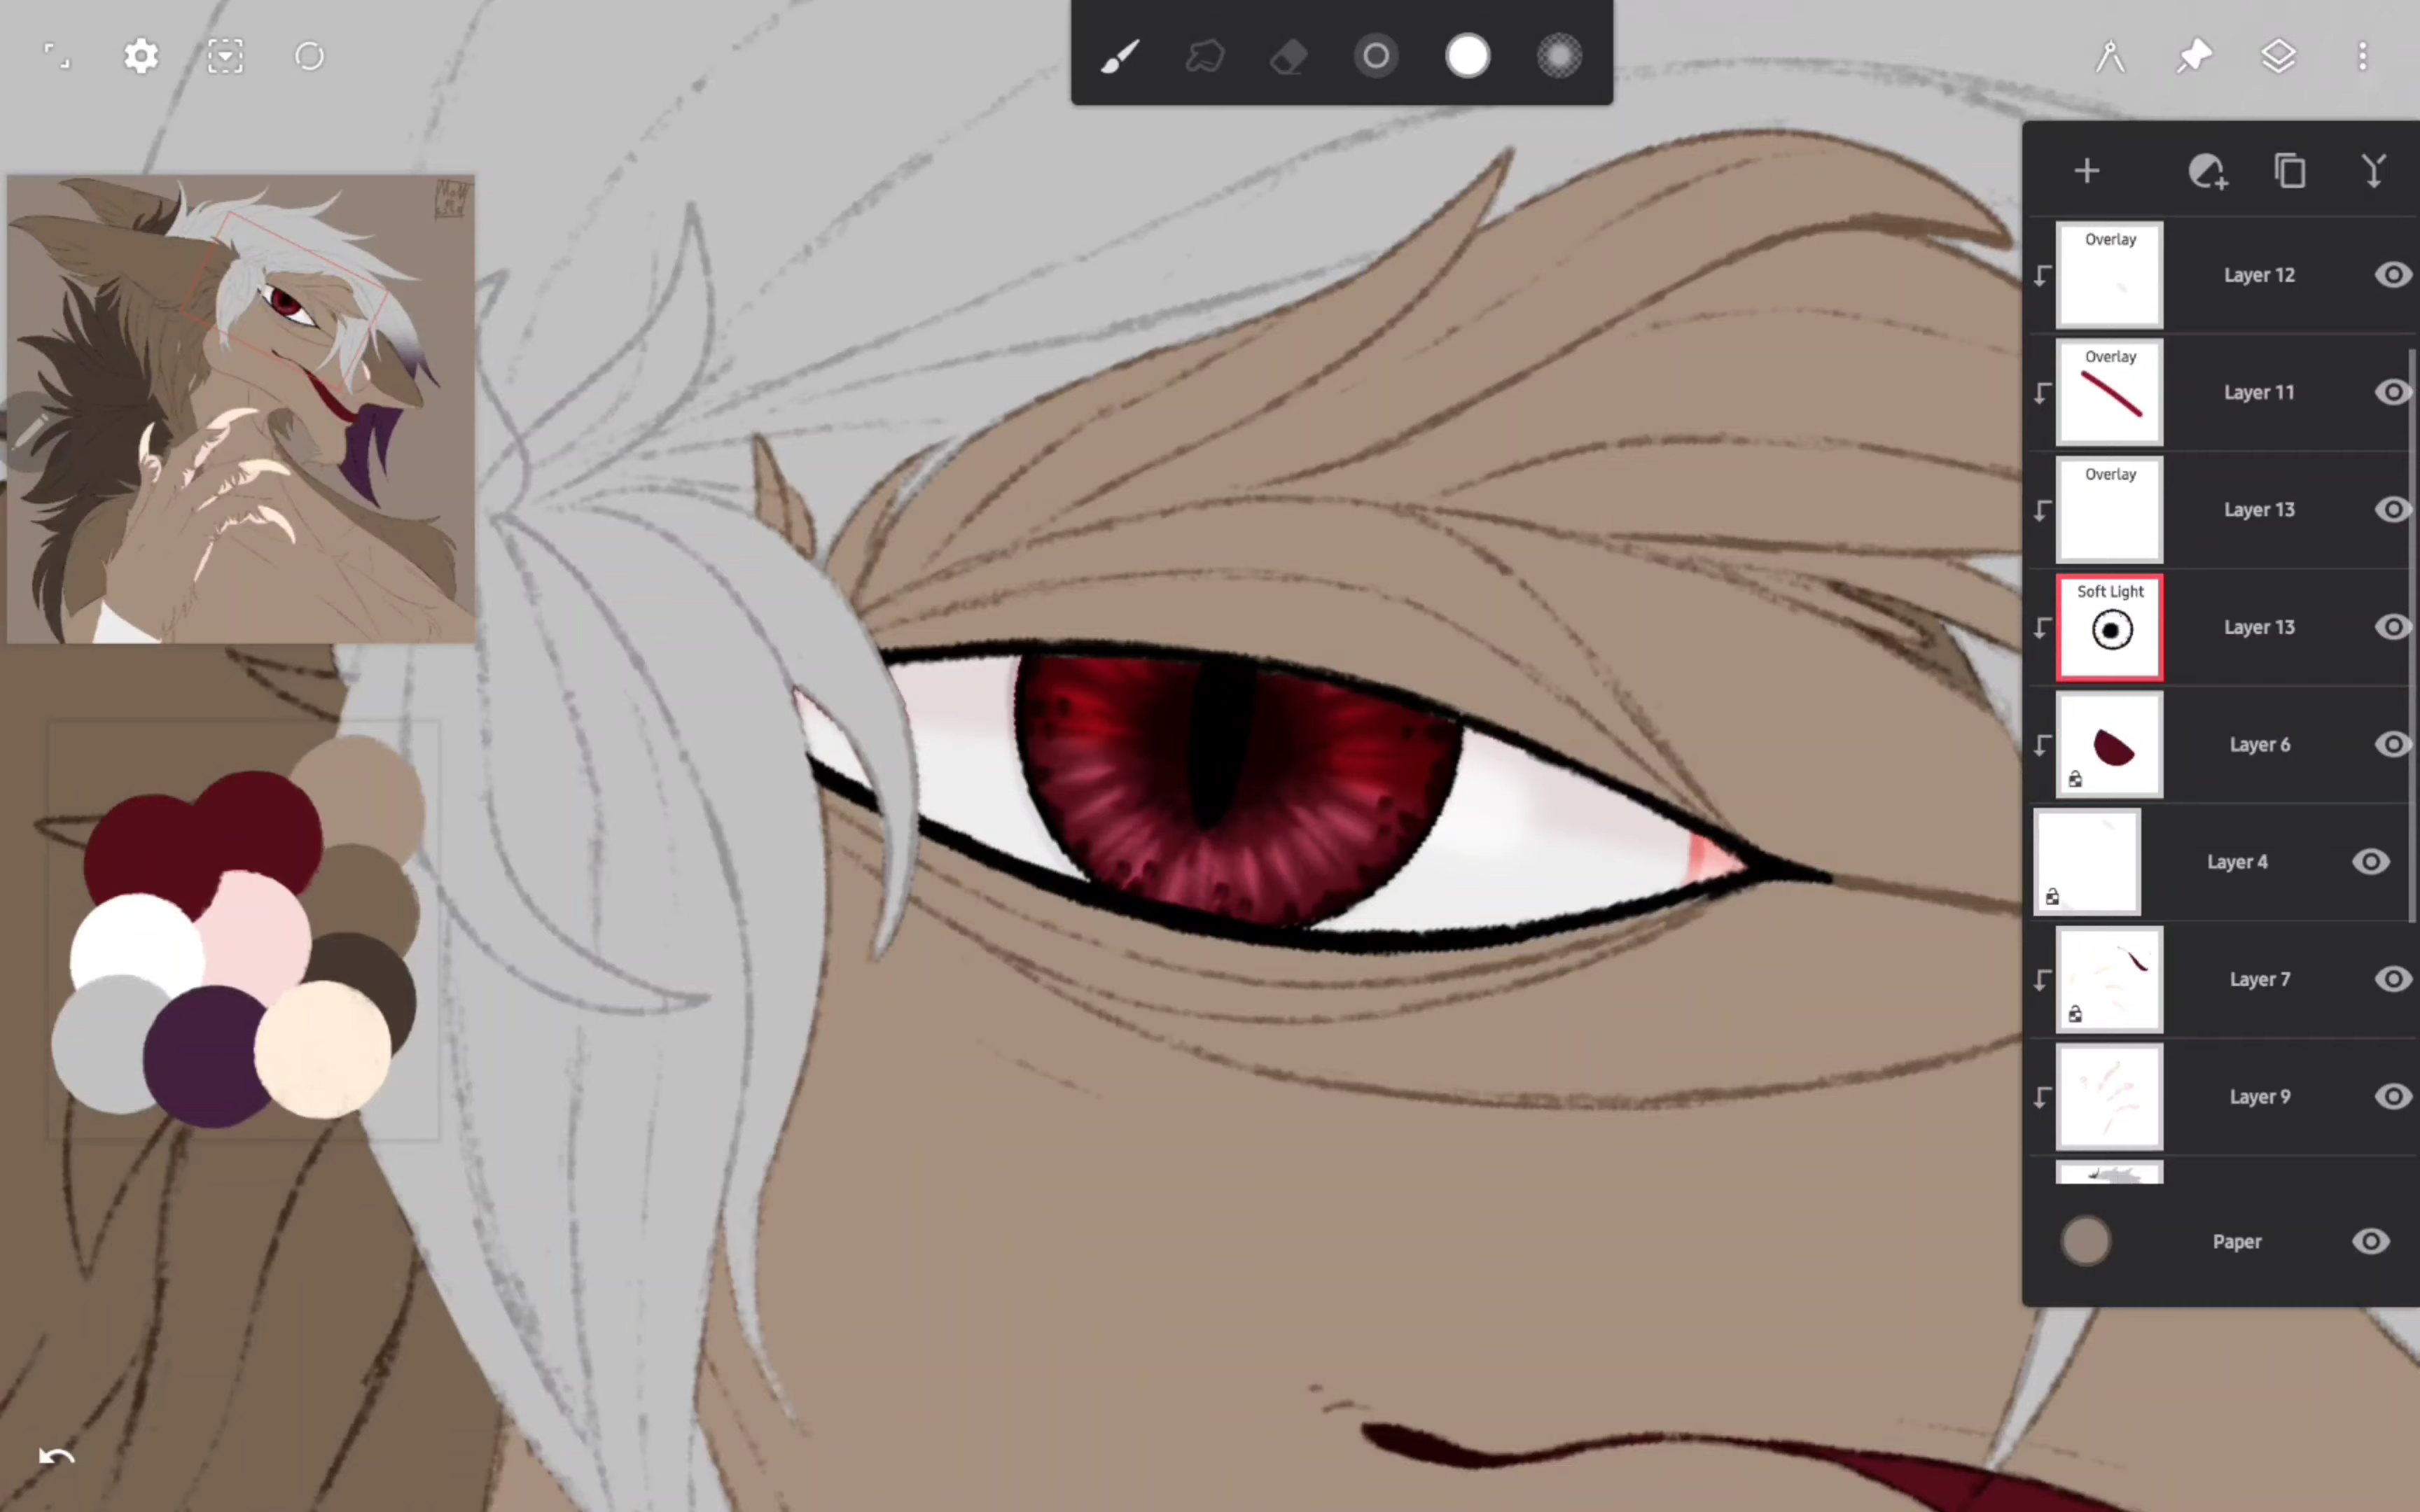 Overlay
Layer 12
Overlay
Layer 11
Overlay
Layer 13
Soft Light
Layer 13
Layer 6
Layer 4
Layer 7
Layer 9
Paper